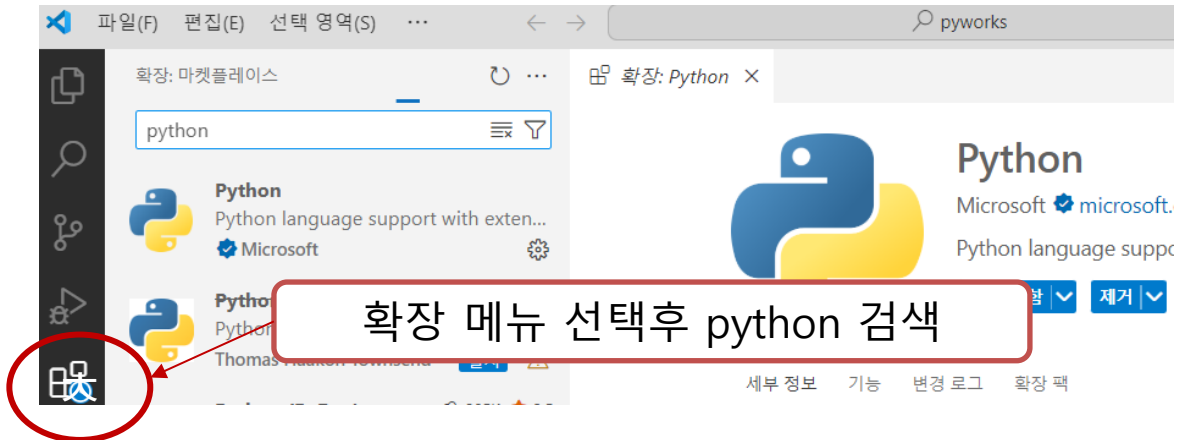 파일(F) 편집(E) 선택 영역(S) ···
pyworks
확장: 마켓플레이스
확장: Python
python
Python
Python language support with exten...
Microsoft
Python
Thomas
확장 메뉴 선택후 python 검색
Python
Microsoft microsoft.
Python language suppo
제거
세부 정보 기능 변경 로그 확장 팩